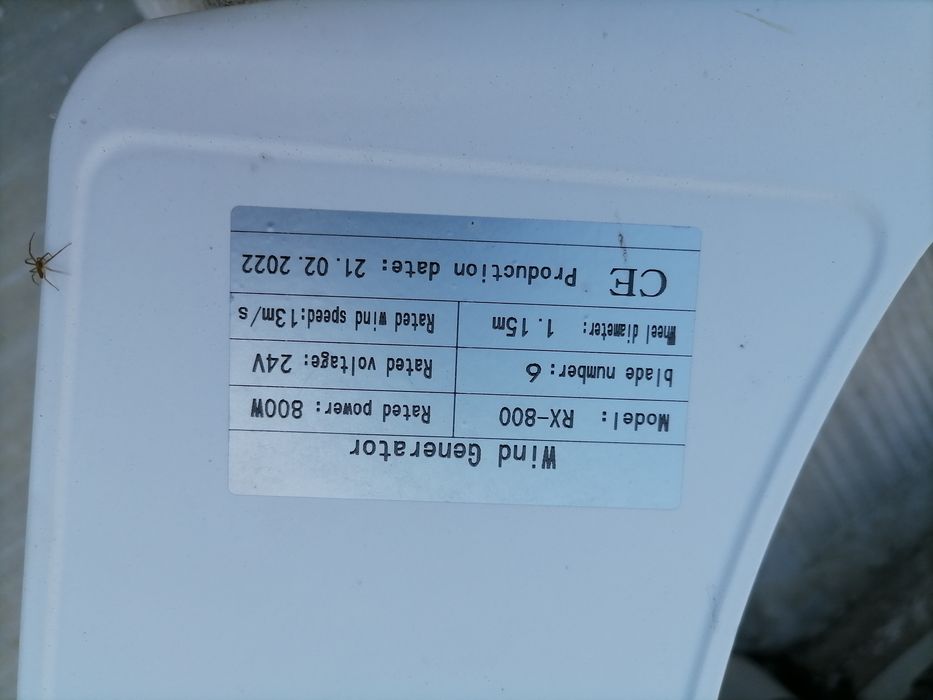 Wind Generator
Model: RX-800 Rated power: 800W
blade number: 6 Rated voltage: 24V
Wheel diameter: 1.15m Rated wind speed:13m/s
CE Production date: 21.02.2022